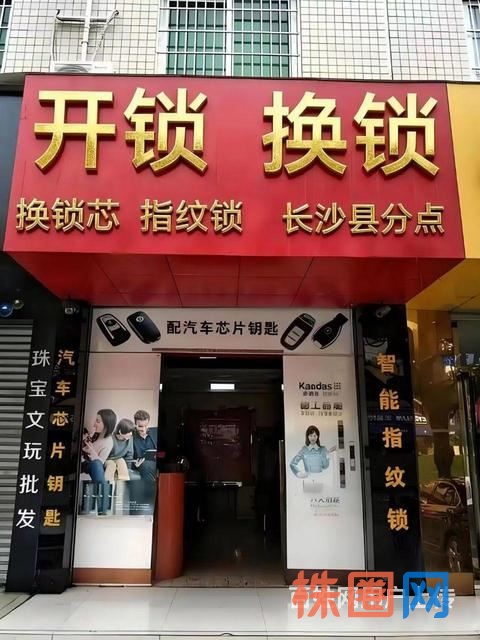 开锁 换锁
换锁芯 指纹锁 长沙县分点
配汽车芯片钥匙
珠宝文玩批发
汽车芯片钥匙
Kaadas
智能指纹锁
株圈网